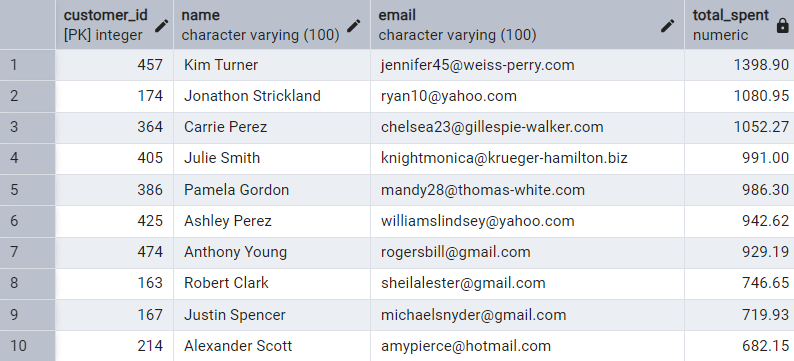 customer_id name email total_spent
[PK] integer character varying (100) character varying (100) numeric
1 457 Kim Turner jennifer45@weiss-perry.com 1398.90
2 174 Jonathon Strickland ryan10@yahoo.com 1080.95
3 364 Carrie Perez chelsea23@gillespie-walker.com 1052.27
4 405 Julie Smith knightmonica@krueger-hamilton.biz 991.00
5 386 Pamela Gordon mandy28@thomas-white.com 986.30
6 425 Ashley Perez williamslindsey@yahoo.com 942.62
7 474 Anthony Young rogersbill@gmail.com 929.19
8 163 Robert Clark sheilalester@gmail.com 746.65
9 167 Justin Spencer michaelsnyder@gmail.com 719.93
10 214 Alexander Scott amypierce@hotmail.com 682.15